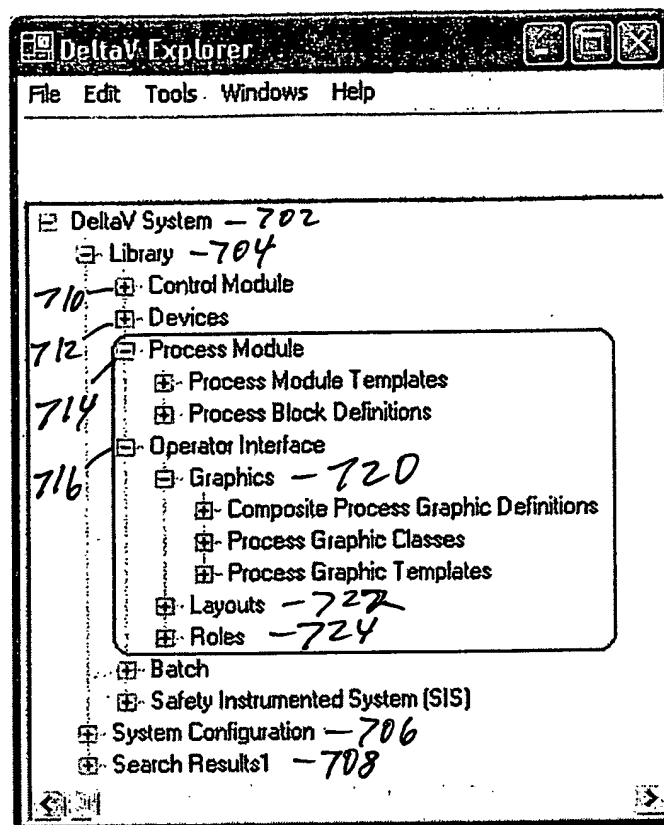 DeltaV Explorer
File Edit Tools Windows Help
DeltaV System - 702
Library - 704
710 Control Module
712 Devices
714 Process Module
Process Module Templates
Process Block Definitions
716 Operator Interface
Graphics - 720
Composite Process Graphic Definitions
Process Graphic Classes
Process Graphic Templates
Layouts - 722
Roles - 724
Batch
Safety Instrumented System (SIS)
System Configuration - 706
Search Results1 - 708